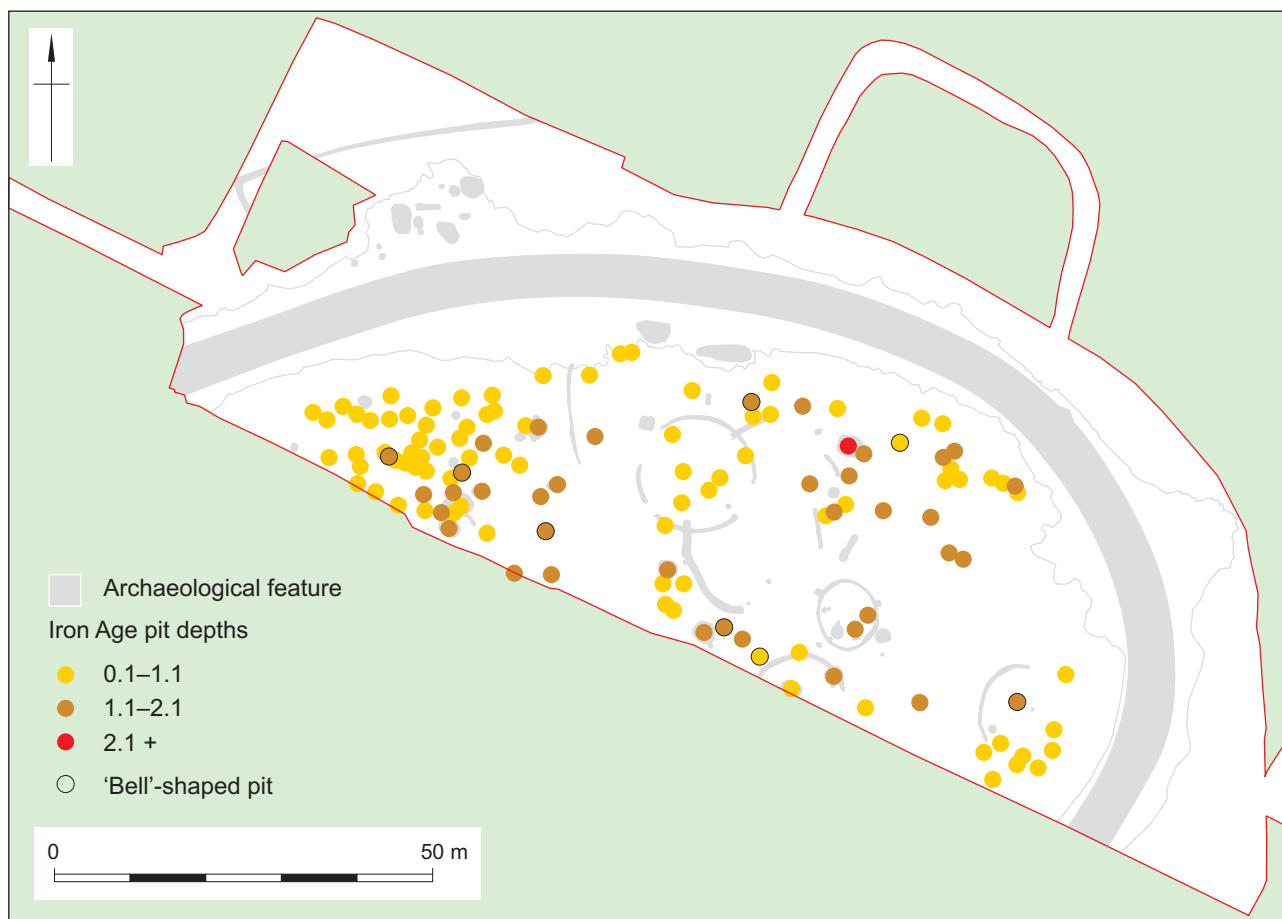 Archaeological feature
Iron Age pit depths
0.1–1.1
1.1–2.1
2.1 +
‘Bell’-shaped pit
0 50 m